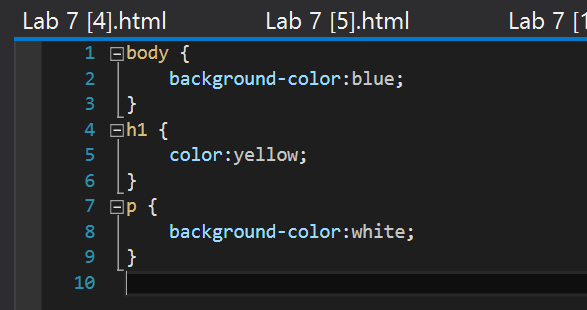 Lab 7 [4].html Lab 7 [5].html Lab 7 [1
1 body {
2 background-color:blue;
3 }
4 h1 {
5 color:yellow;
6 }
7 p {
8 background-color:white;
9 }
10